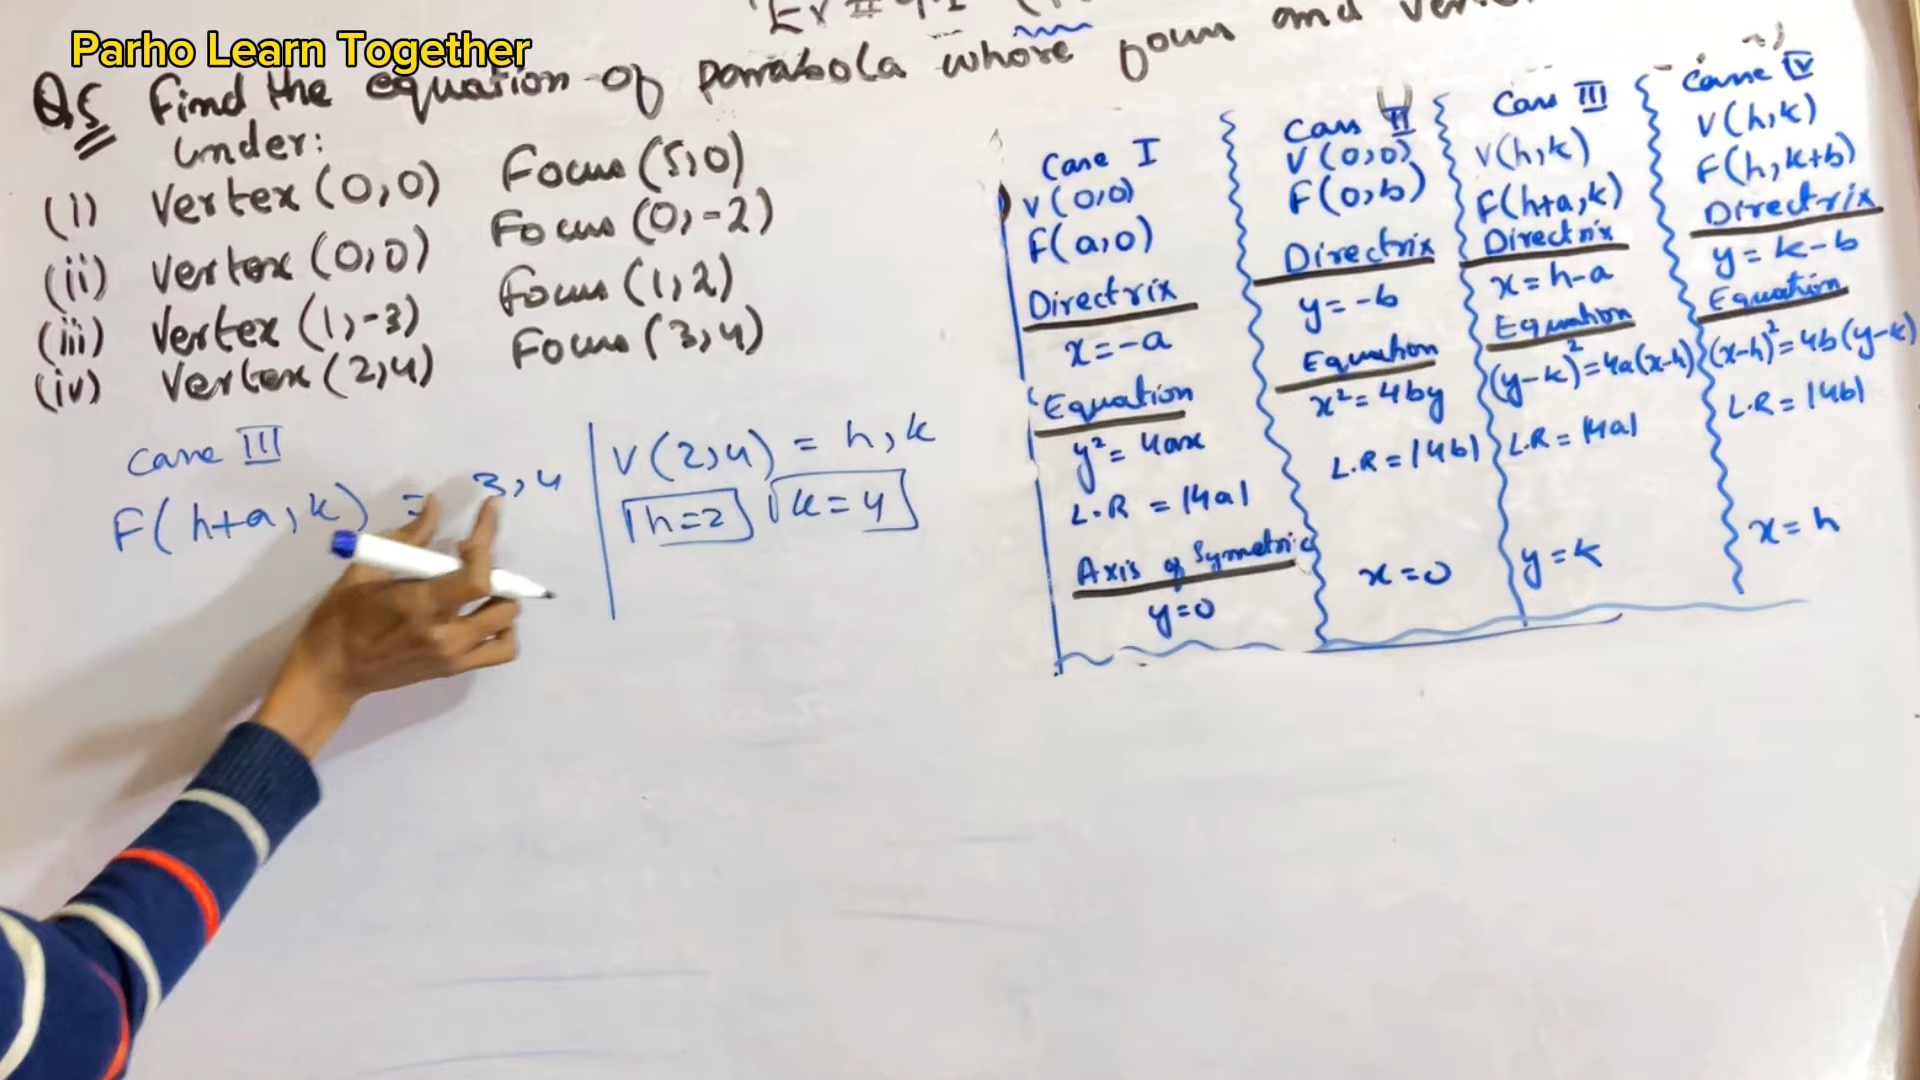 Parho Learn Together
Q5 Find the equation of parabola whose focus and
under:
(i) Vertex (0,0) Focus (5,0)
(ii) Vertex (0,0) Focus (0,-2)
(iii) Vertex (1,-3) Focus (1,2)
(iv) Vertex (2,4) Focus (3,4)
Case III
F(h+a,k) = 3,4
V(2,4) = h,k
h=2 k=4
Case I
V(0,0)
F(a,0)
Directrix
x=-a
Equation
y²=4ax
L.R = |4a|
Axis of Symetric
y=0
Case II
V(0,0)
F(0,b)
Directrix
y=-b
Equation
x²=4by
L.R=|4b|
x=0
Case III
V(h,k)
F(h+a,k)
Directrix
x=h-a
Equation
(y-k)²=4a(x-h)
L.R=|4a|
y=k
Case IV
V(h,k)
F(h,k+b)
Directrix
y=k-b
Equation
(x-h)²=4b(y-k)
L.R=|4b|
x=h